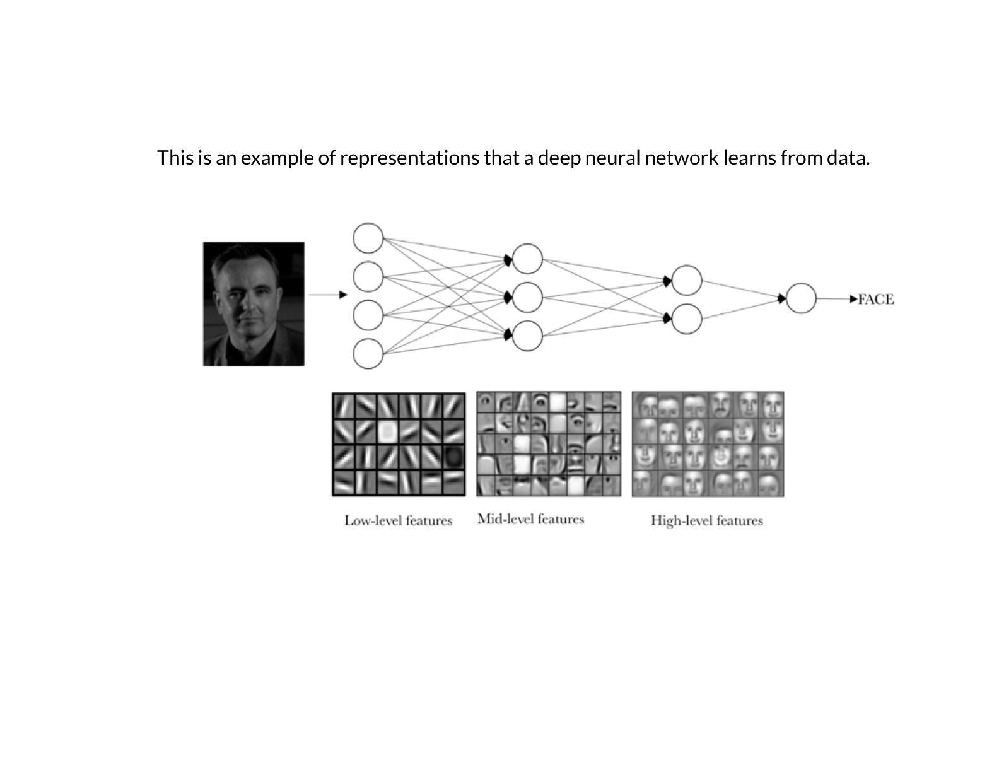 This is an example of representations that a deep neural network learns from data.
FACE
Low-level features
Mid-level features
High-level features